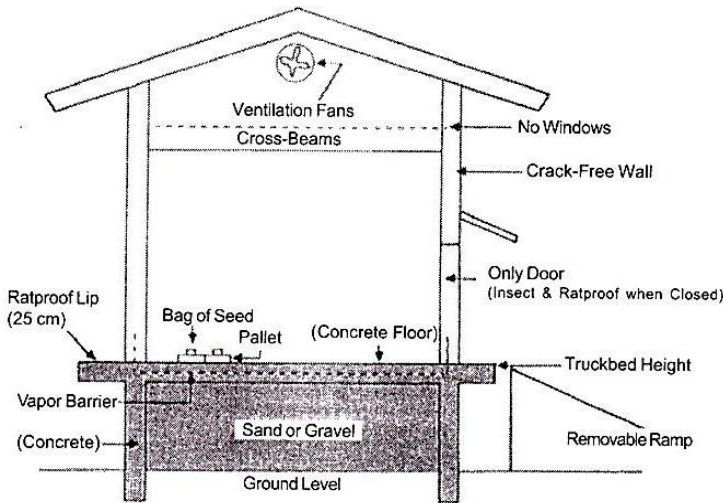 Ventilation Fans
No Windows
Cross-Beams
Crack-Free Wall
Only Door
(Insect & Ratproof when Closed)
Ratproof Lip
(25 cm)
Bag of Seed
Pallet
(Concrete Floor)
Truckbed Height
Vapor Barrier
(Concrete)
Sand or Gravel
Removable Ramp
Ground Level